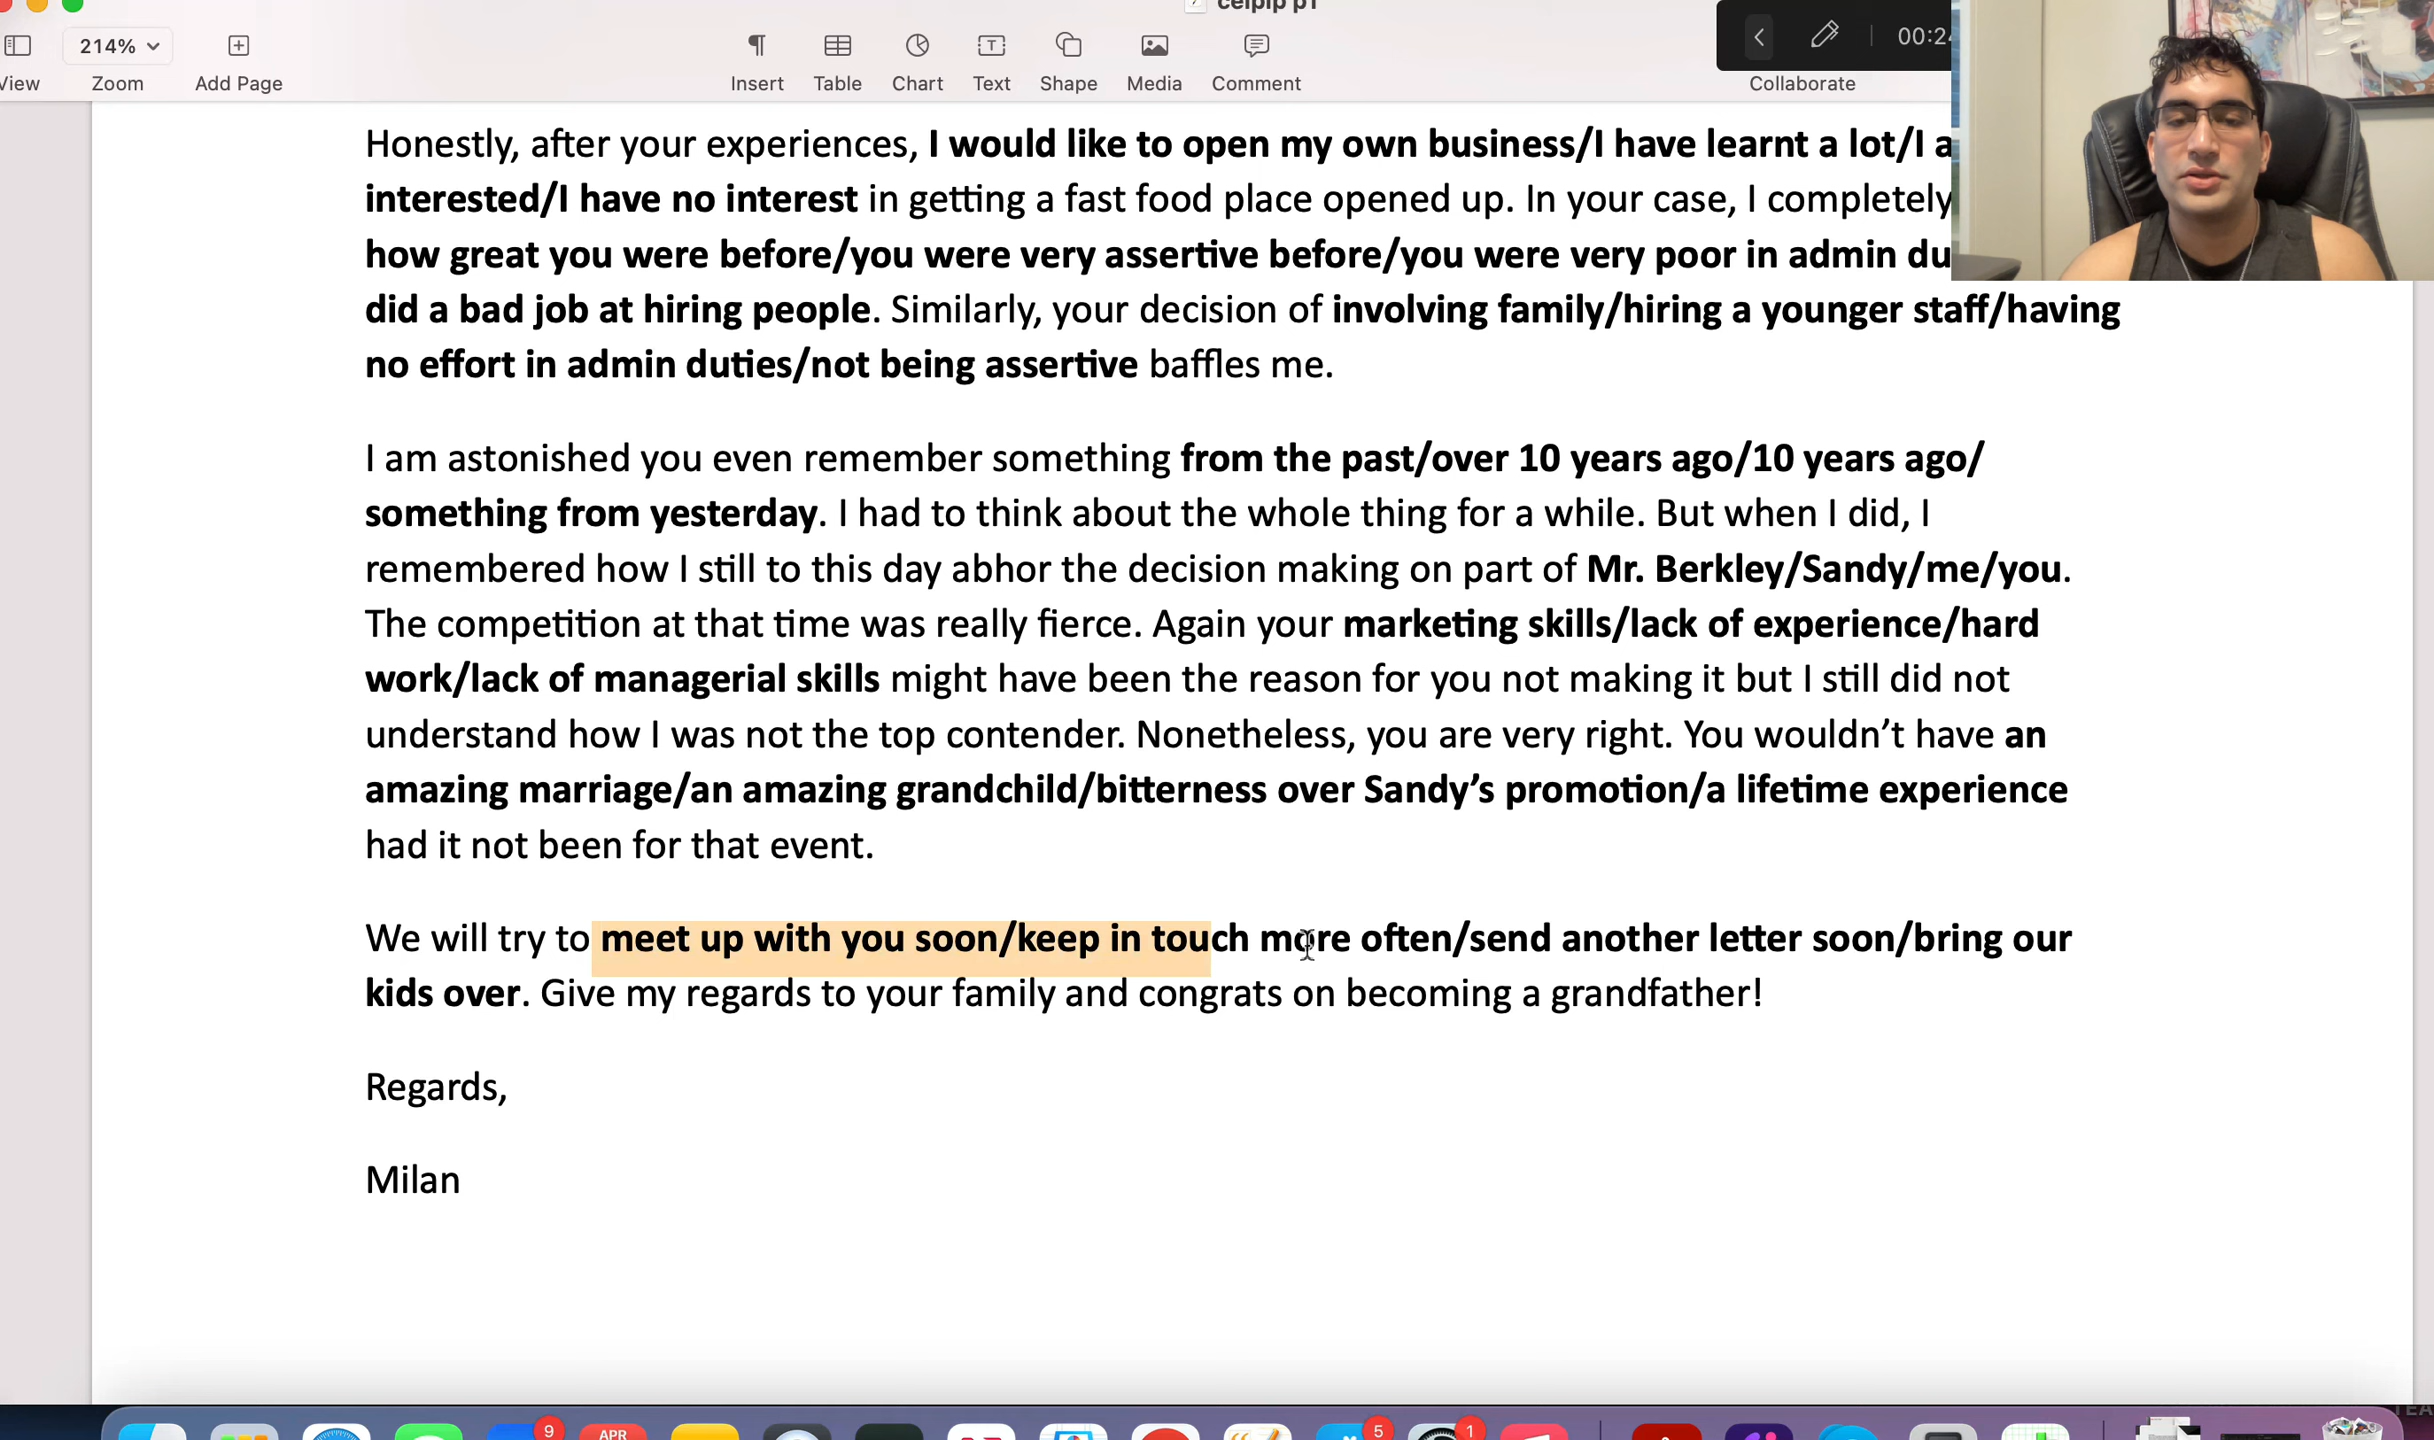 celpip p1
214%
00:2
View
Zoom
Add Page
Insert
Table
Chart
Text
Shape
Media
Comment
Collaborate
Honestly, after your experiences, I would like to open my own business/I have learnt a lot/I
interested/I have no interest in getting a fast food place opened up. In your case, I completely
how great you were before/you were very assertive before/you were very poor in admin
did a bad job at hiring people. Similarly, your decision of involving family/hiring a younger staff/having
no effort in admin duties/not being assertive baffles me.
I am astonished you even remember something from the past/over 10 years ago/10 years ago/
something from yesterday. I had to think about the whole thing for a while. But when I did, I
remembered how I still to this day abhor the decision making on part of Mr. Berkley/Sandy/me/you.
The competition at that time was really fierce. Again your marketing skills/lack of experience/hard
work/lack of managerial skills might have been the reason for you not making it but I still did not
understand how I was not the top contender. Nonetheless, you are very right. You wouldn’t have an
amazing marriage/an amazing grandchild/bitterness over Sandy’s promotion/a lifetime experience
had it not been for that event.
We will try to meet up with you soon/keep in touch more often/send another letter soon/bring our
kids over. Give my regards to your family and congrats on becoming a grandfather!
Regards,
Milan
9
APR
5
1